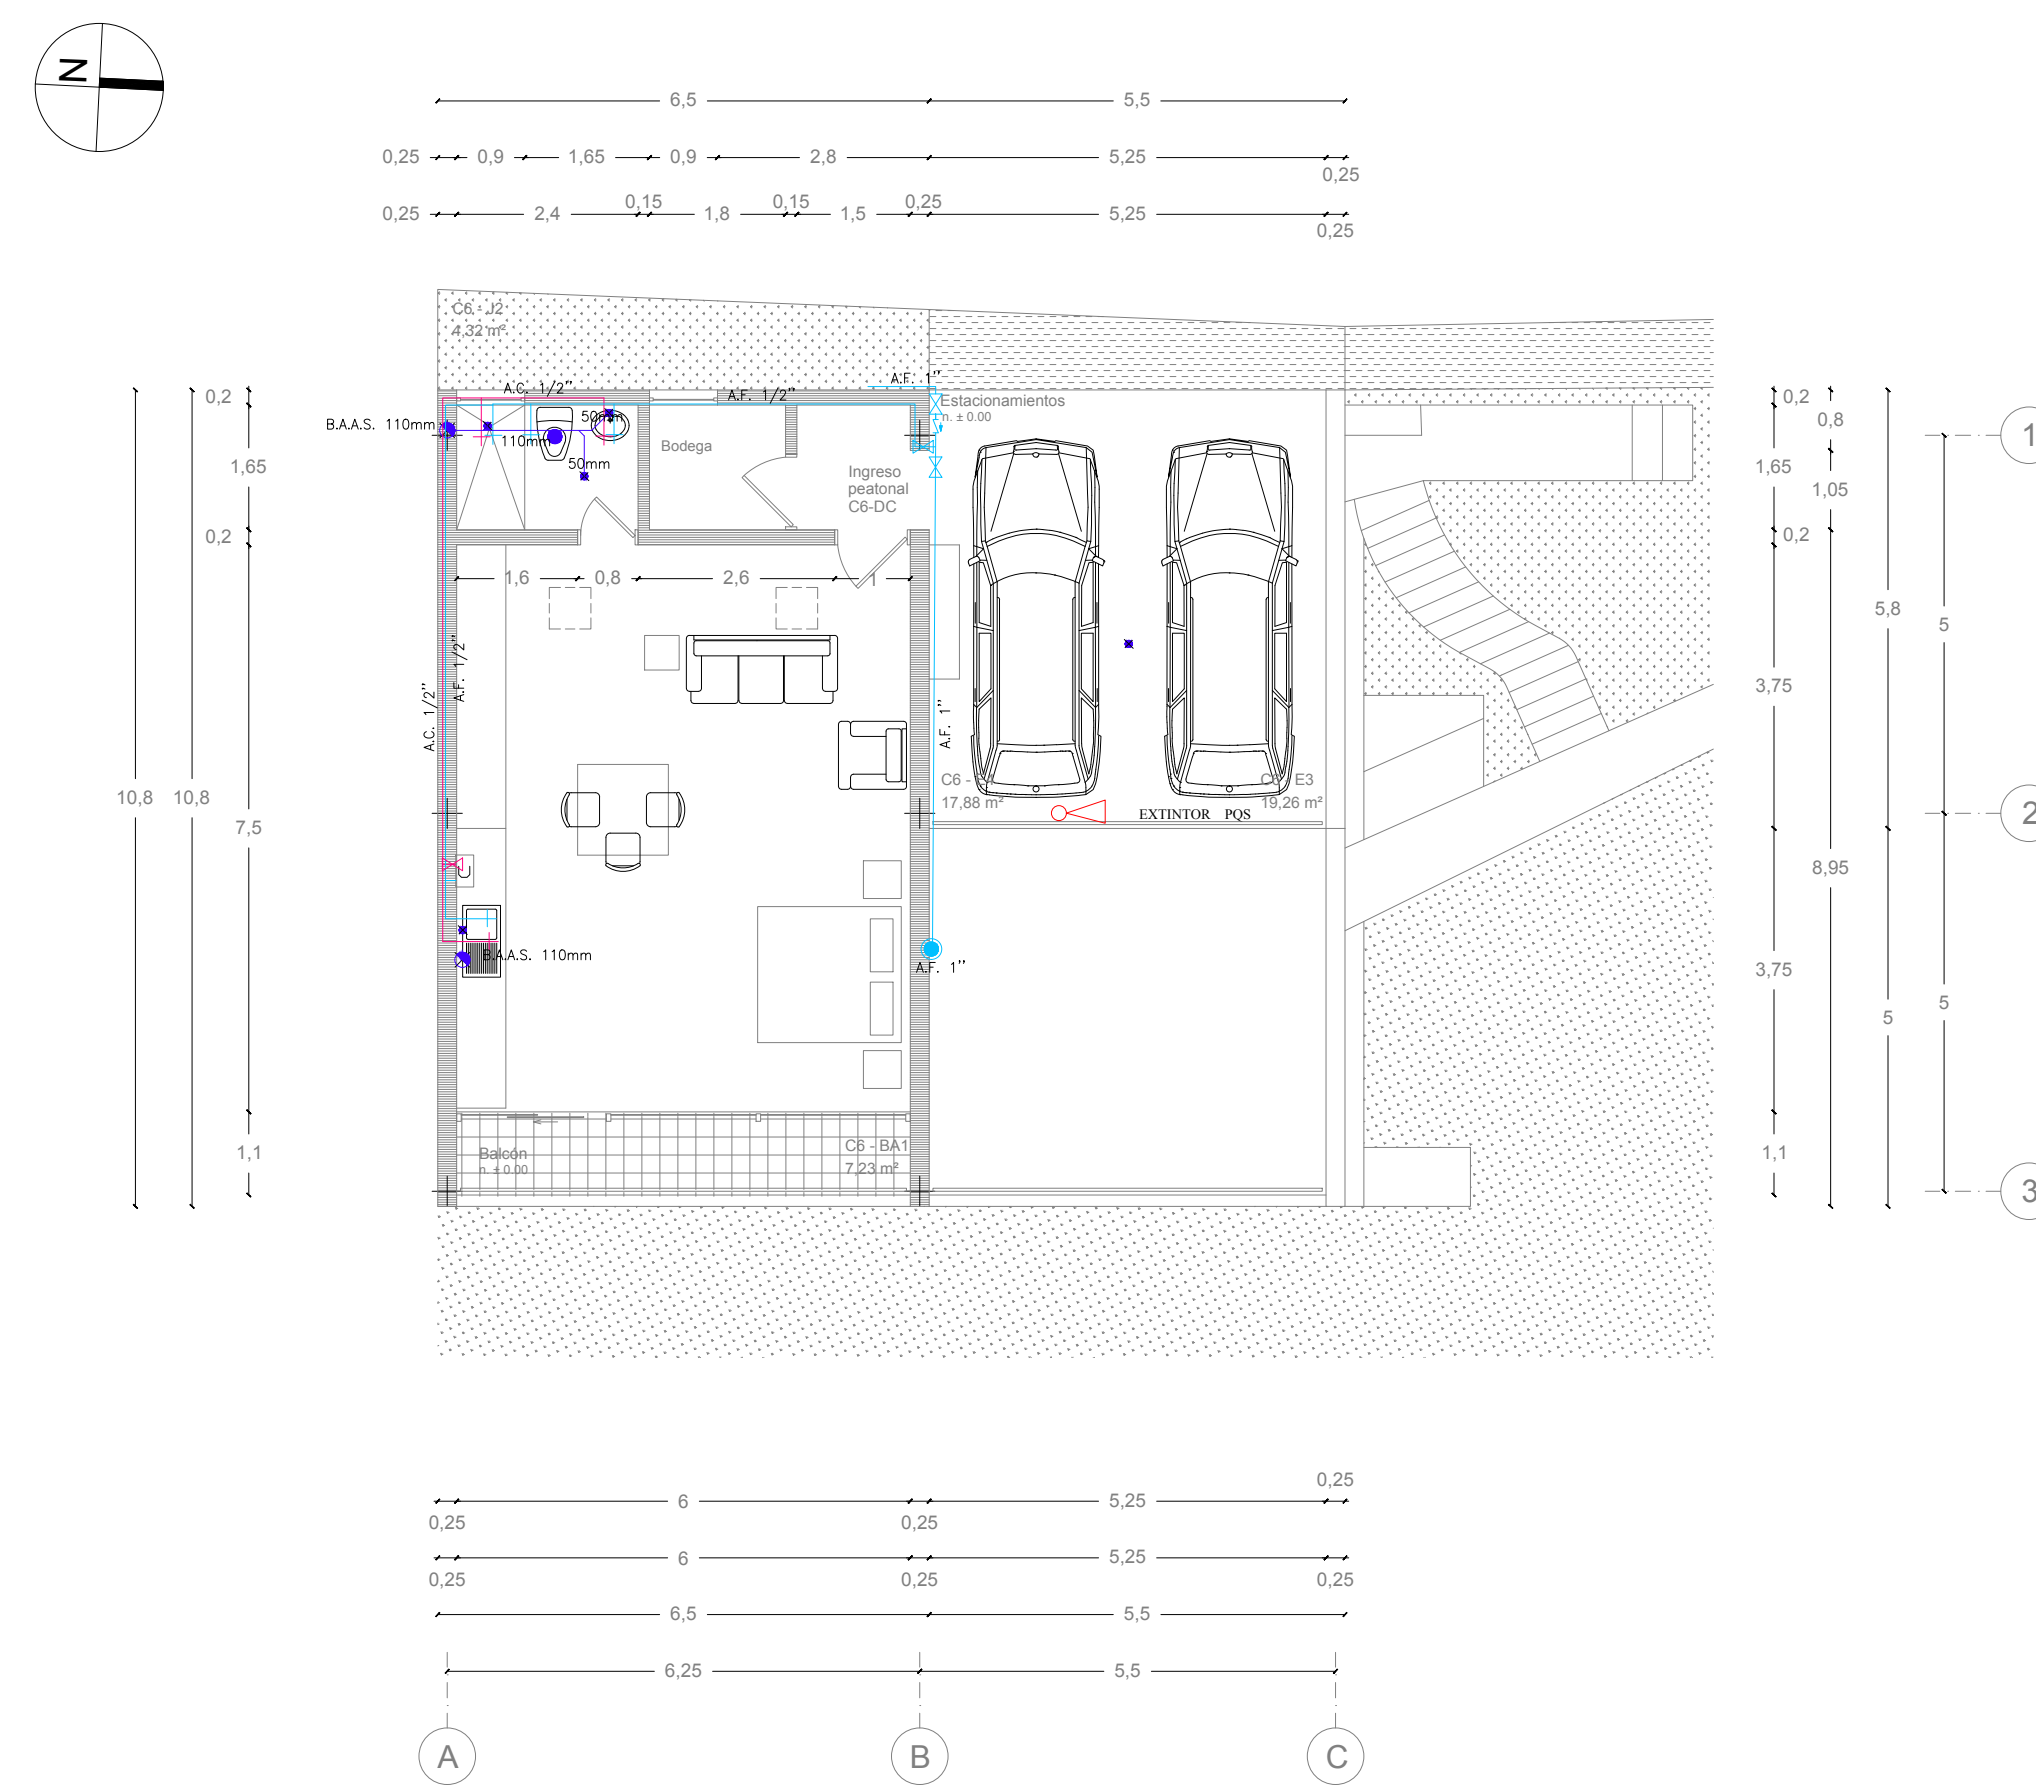 N
6,5
5,5
0,25
0,9
1,65
0,9
2,8
5,25
0,25
0,25
2,4
0,15
1,8
0,15
1,5
0,25
5,25
0,25
C6 - J2
4,32 m²
A.C. 1/2"
A.F. 1/2"
A.F. 1"
Estacionamientos
n. ± 0.00
B.A.A.S. 110mm
50mm
110mm
50mm
Bodega
Ingreso
peatonal
C6-DC
0,2
1,65
0,2
10,8
10,8
7,5
1,1
1,6
0,8
2,6
1
A.C. 1/2"
A.F. 1/2"
A.F. 1"
C6 - E4
17,88 m²
C6 - E3
19,26 m²
EXTINTOR PQS
B.A.A.S. 110mm
A.F. 1"
Balcón
n. ± 0.00
C6 - BA1
7,23 m²
0,2
0,8
1,65
1,05
0,2
5,8
5
3,75
8,95
3,75
5
5
1,1
1
2
3
6
5,25
0,25
0,25
0,25
6
5,25
0,25
0,25
0,25
6,5
5,5
6,25
5,5
A
B
C